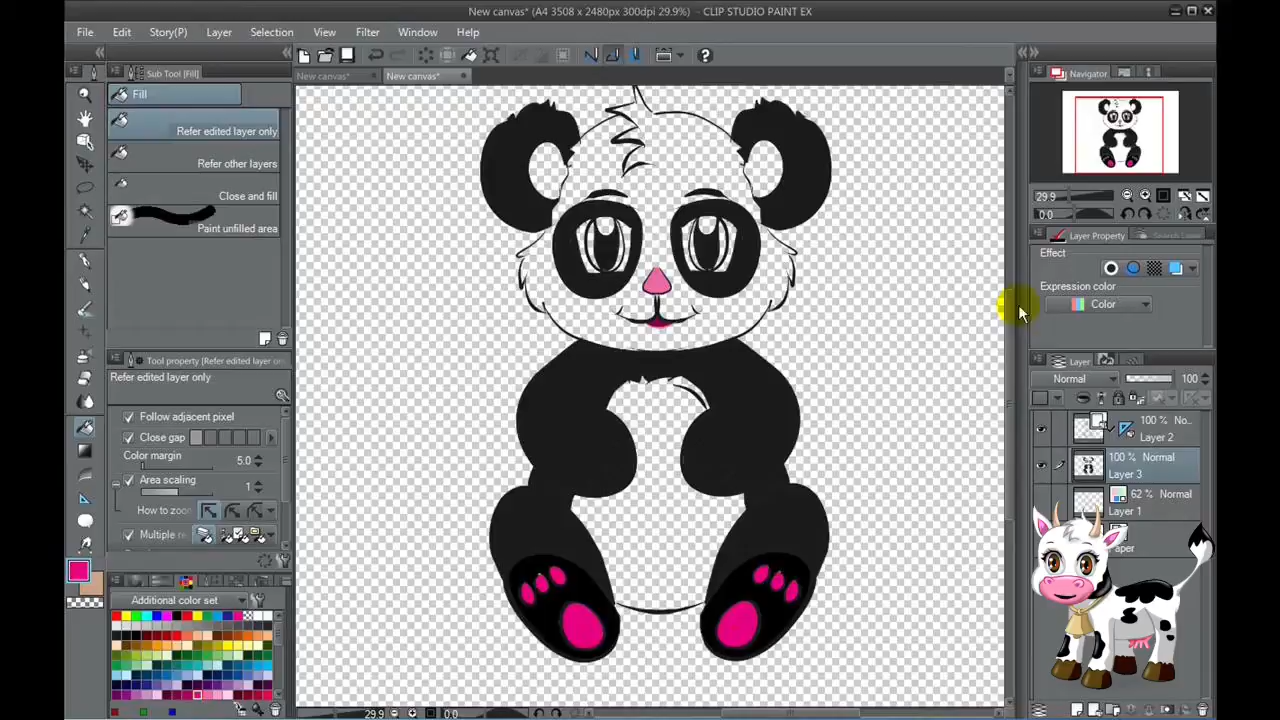 New canvas* (A4 3508 x 2480px 300dpi 29.9%) - CLIP STUDIO PAINT EX
File Edit Story(P) Layer Selection View Filter Window Help
Sub Tool [Fill]
New canvas*
New canvas*
Navigator
Fill
Refer edited layer only
Refer other layers
Close and fill
Paint unfilled area
29.9
0.0
Layer Property
Search Layer
Effect
Expression color
Color
Tool property [Refer edited layer on
Refer edited layer only
Follow adjacent pixel
Close gap
Color margin 5.0
Area scaling 1
How to zoo
Multiple re
Layer
Normal 100
100 % No...
Layer 2
100 % Normal
Layer 3
62 % Normal
Layer 1
Paper
Additional color set
29.9
0.0